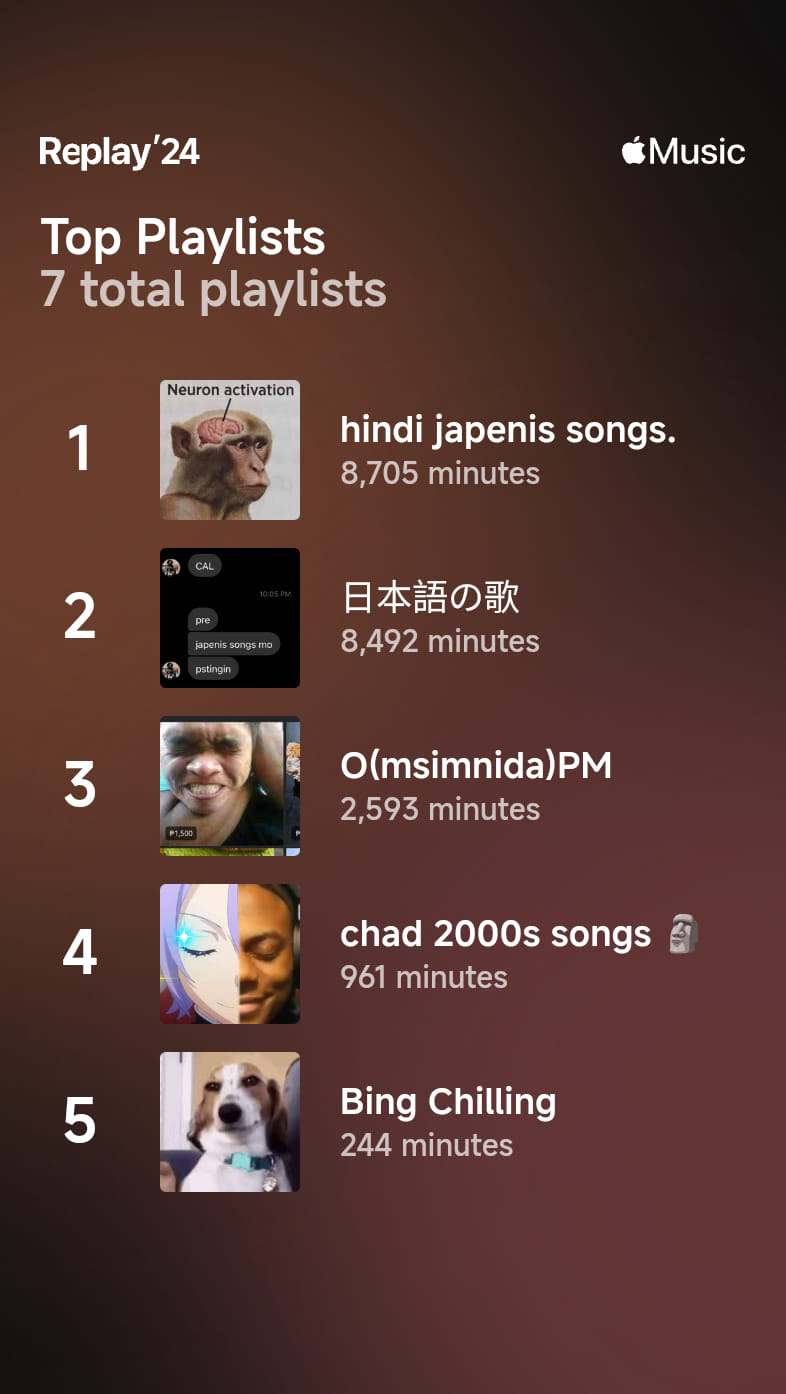 Replay'24
Music
Top Playlists
7 total playlists
1
Neuron activation
hindi japenis songs.
8,705 minutes
2
CAL
10:05 PM
pre
japenis songs mo
pstingin
日本語の歌
8,492 minutes
3
₱1,500
₱
O(msimnida)PM
2,593 minutes
4
chad 2000s songs 🗿
961 minutes
5
Bing Chilling
244 minutes